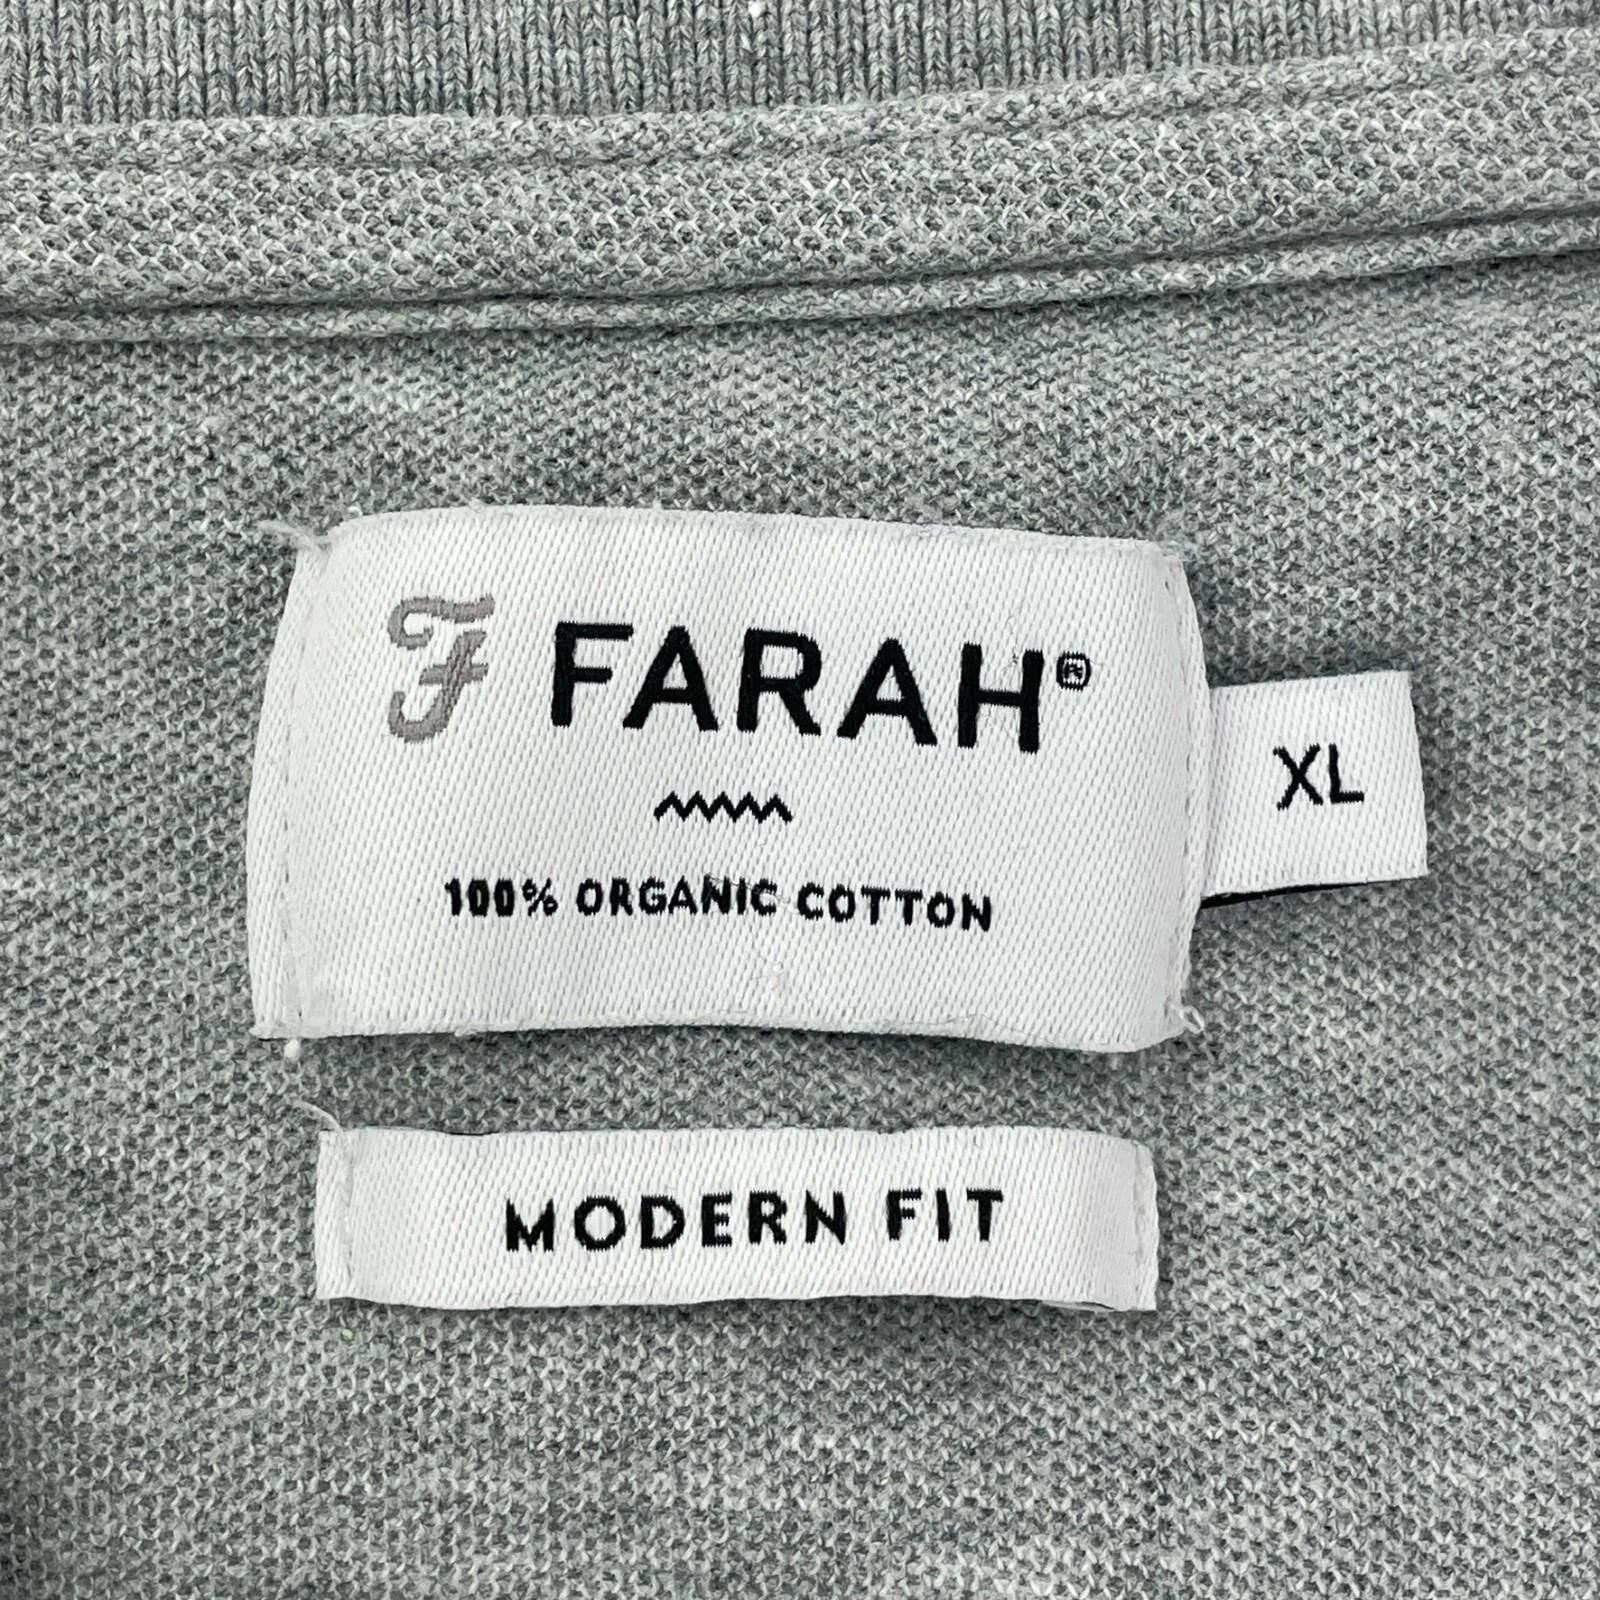 F FARAH®
XL
100% ORGANIC COTTON
MODERN FIT